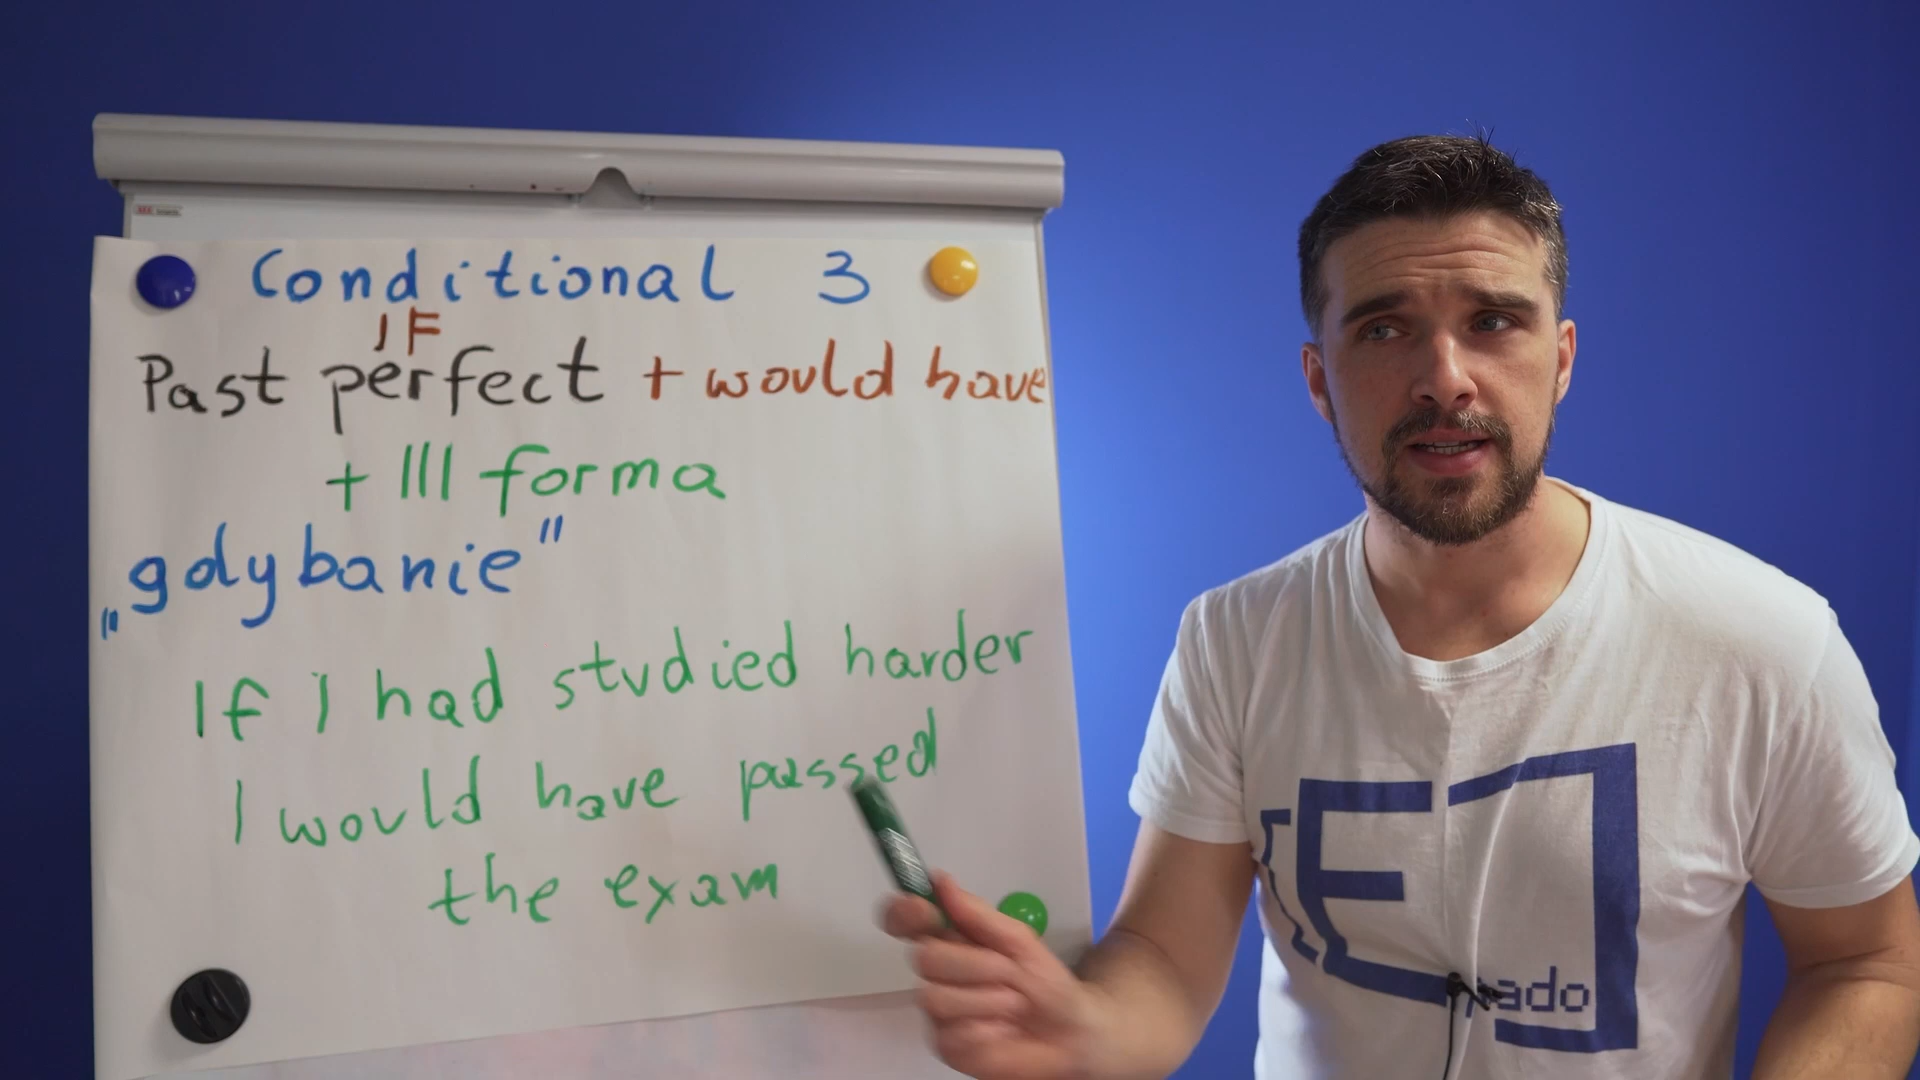 Conditional 3
IF
Past perfect + would have
+ III forma
„gdybanie"
If I had studied harder
I would have passed
the exam
E